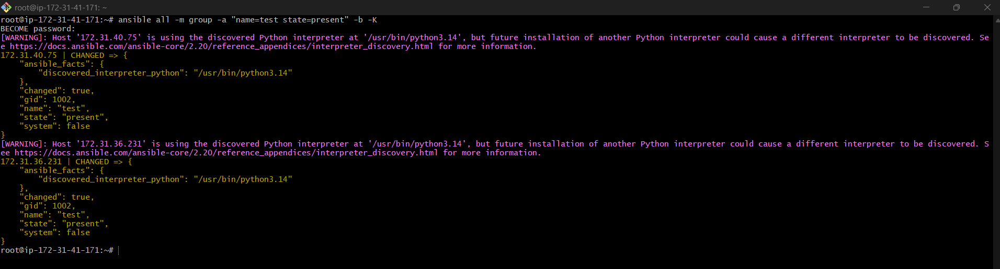 root@ip-172-31-41-171: ~
root@ip-172-31-41-171:~# ansible all -m group -a "name=test state=present" -b -K
BECOME password:
[WARNING]: Host '172.31.40.75' is using the discovered Python interpreter at '/usr/bin/python3.14', but future installation of another Python interpreter could cause a different interpreter to be discovered. Se
e https://docs.ansible.com/ansible-core/2.20/reference_appendices/interpreter_discovery.html for more information.
172.31.40.75 | CHANGED => {
    "ansible_facts": {
        "discovered_interpreter_python": "/usr/bin/python3.14"
    },
    "changed": true,
    "gid": 1002,
    "name": "test",
    "state": "present",
    "system": false
}
[WARNING]: Host '172.31.36.231' is using the discovered Python interpreter at '/usr/bin/python3.14', but future installation of another Python interpreter could cause a different interpreter to be discovered. S
ee https://docs.ansible.com/ansible-core/2.20/reference_appendices/interpreter_discovery.html for more information.
172.31.36.231 | CHANGED => {
    "ansible_facts": {
        "discovered_interpreter_python": "/usr/bin/python3.14"
    },
    "changed": true,
    "gid": 1002,
    "name": "test",
    "state": "present",
    "system": false
}
root@ip-172-31-41-171:~#